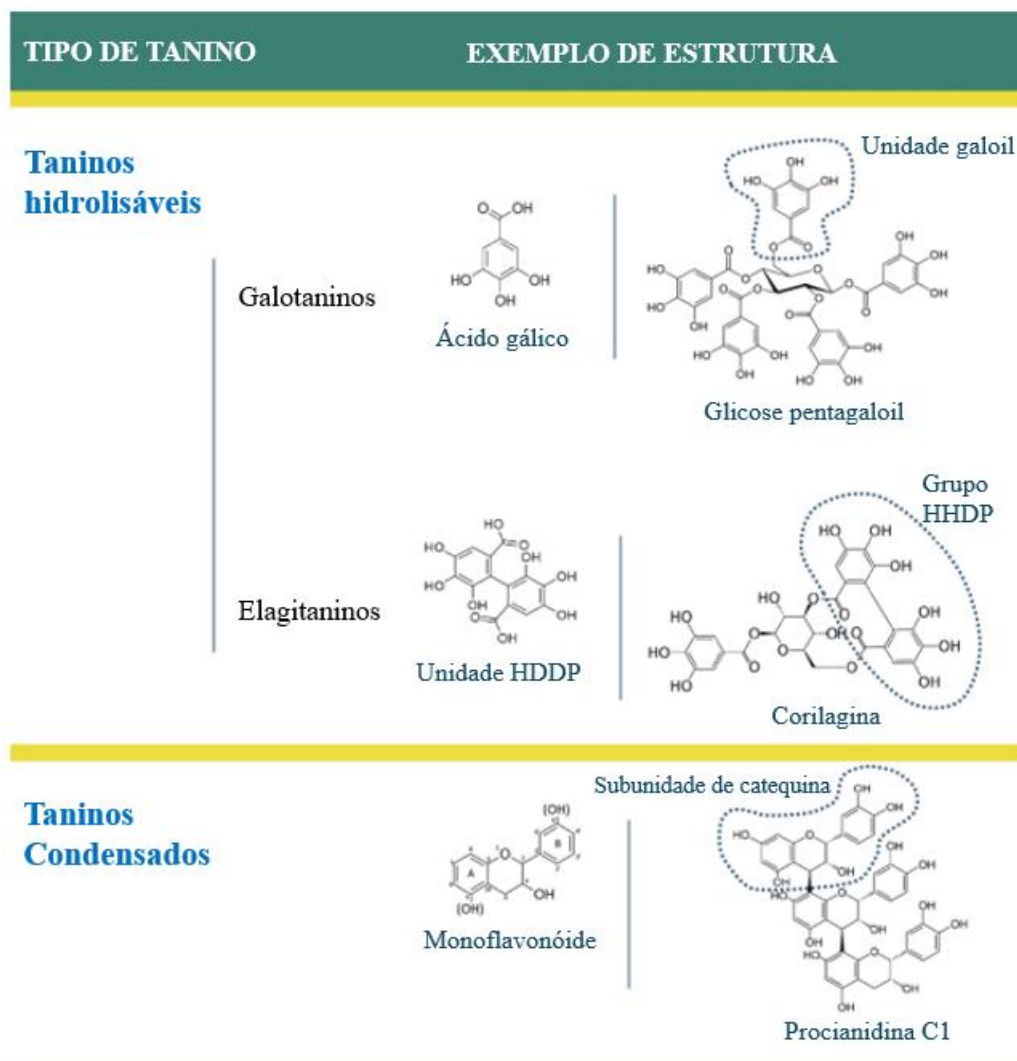 TIPO DE TANINO
EXEMPLO DE ESTRUTURA
Taninos
hidrolisáveis
Galotaninos
Ácido gálico
Unidade galoil
Glicose pentagaloil
Elagitaninos
Unidade HDDP
Grupo
HHDP
Corilagina
Taninos
Condensados
Monoflavonóide
Subunidade de catequina
Procianidina C1